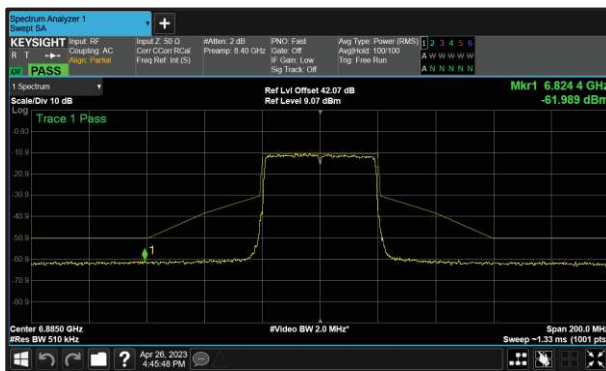 Spectrum Analyzer 1
Swept SA
KEYSIGHT
R T
PASS
Input: RF
Coupling: AC
Align: Partial
Input Z: 50 Ω
Corr CCorr RCal
Freq Ref: Int (S)
#Atten: 2 dB
Preamp: 8.40 GHz
PNO: Fast
Gate: Off
IF Gain: Low
Sig Track: Off
Avg Type: Power (RMS)
Avg|Hold: 100/100
Trig: Free Run
1 2 3 4 5 6
A W W W W W
A N N N N N
1 Spectrum
Scale/Div 10 dB
Ref Lvl Offset 42.07 dB
Ref Level 9.07 dBm
Mkr1 6.824 4 GHz
-61.989 dBm
Log
Trace 1 Pass
-0.93
-10.9
-20.9
-30.9
-40.9
-50.9
-60.9
-70.9
-80.9
1
Center 6.8850 GHz
#Res BW 510 kHz
#Video BW 2.0 MHz*
Span 200.0 MHz
Sweep ~1.33 ms (1001 pts)
?
Apr 26, 2023
4:45:48 PM